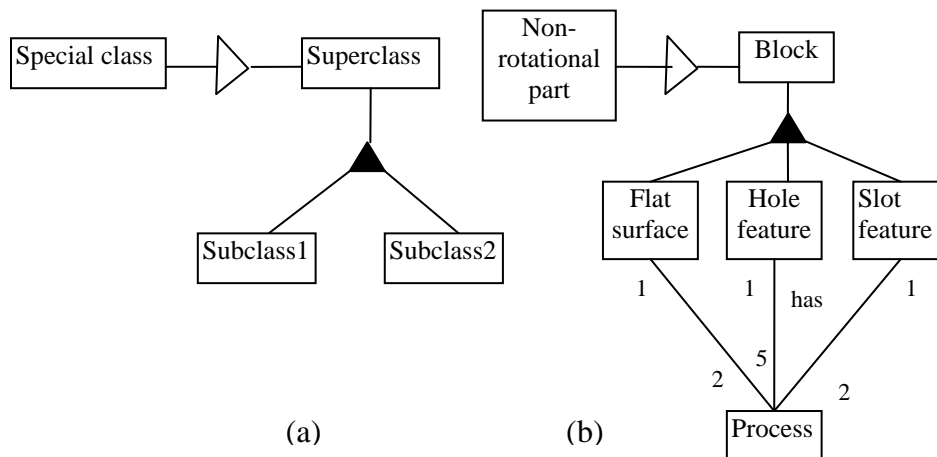 Special class
Superclass
Subclass1
Subclass2
(a)
Non-
rotational
part
Block
Flat
surface
Hole
feature
Slot
feature
1
1
has
1
2
5
2
Process
(b)